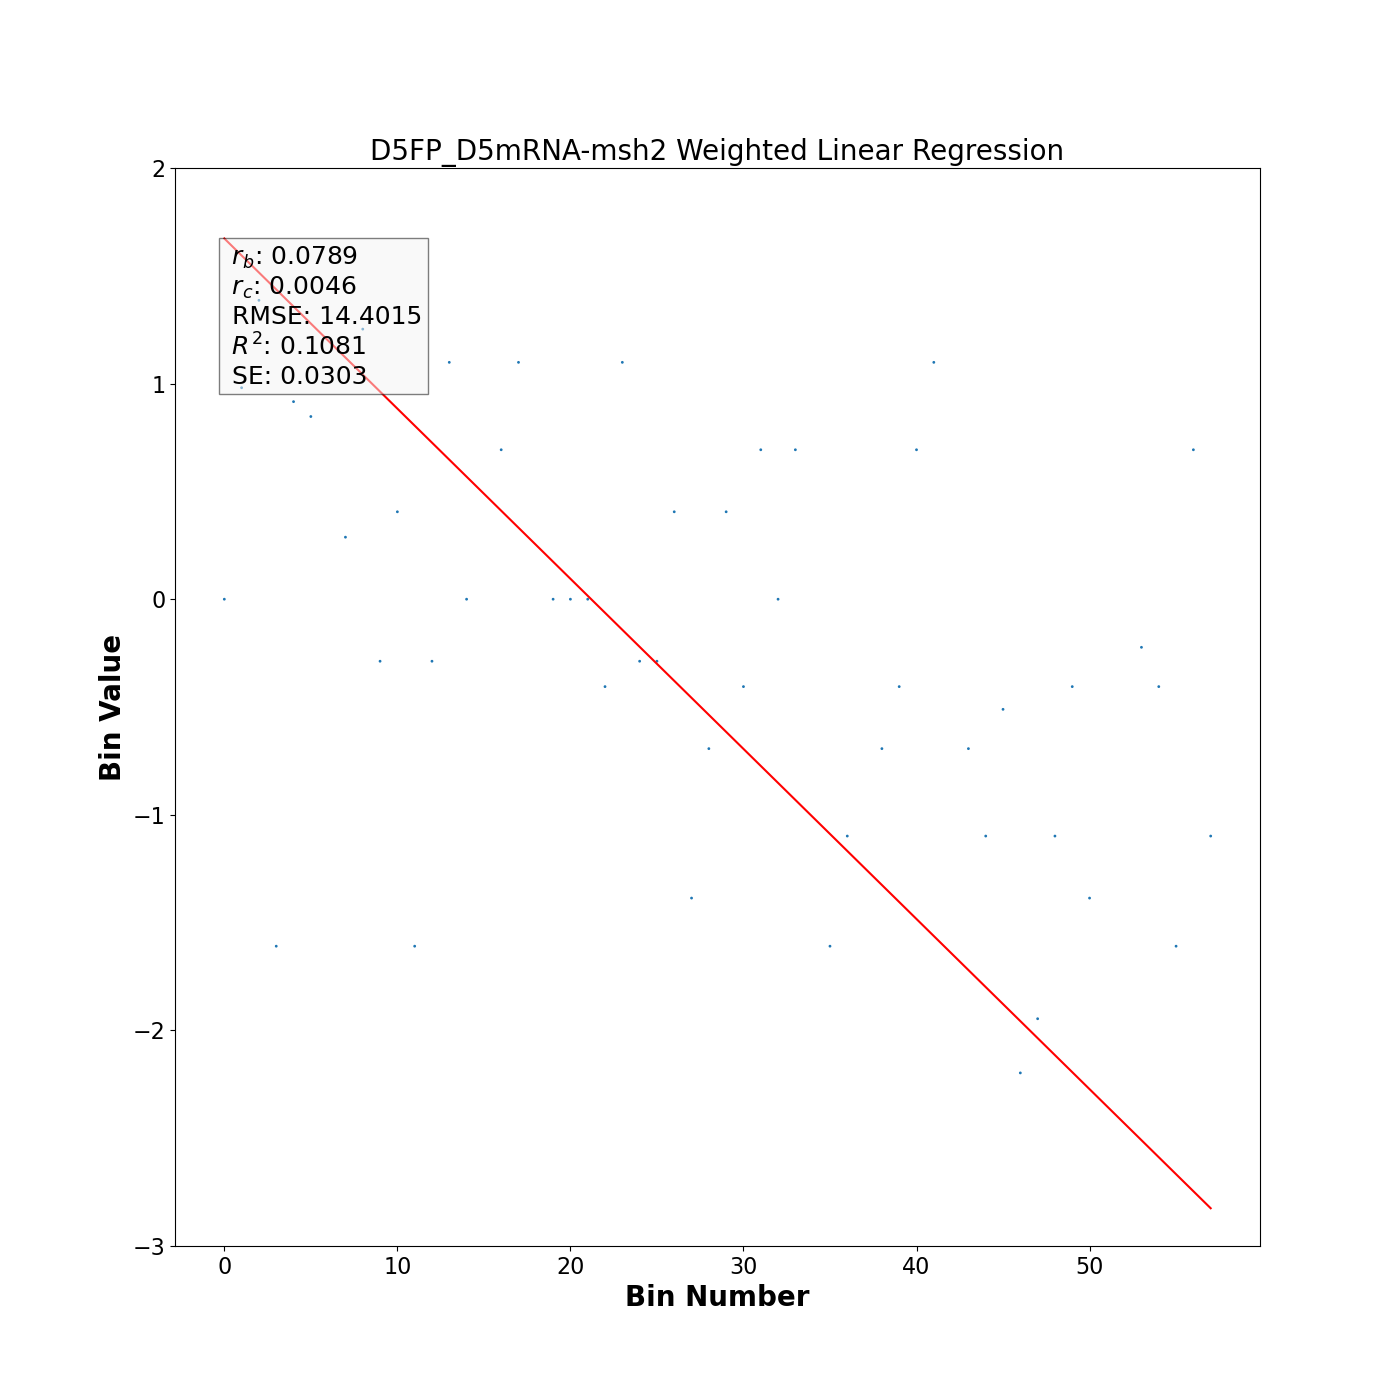 D5FP_D5mRNA-msh2 Weighted Linear Regression
2
r_b: 0.0789
r_c: 0.0046
RMSE: 14.4015
R²: 0.1081
SE: 0.0303
1
0
−1
−2
−3
Bin Value
0 10 20 30 40 50
Bin Number